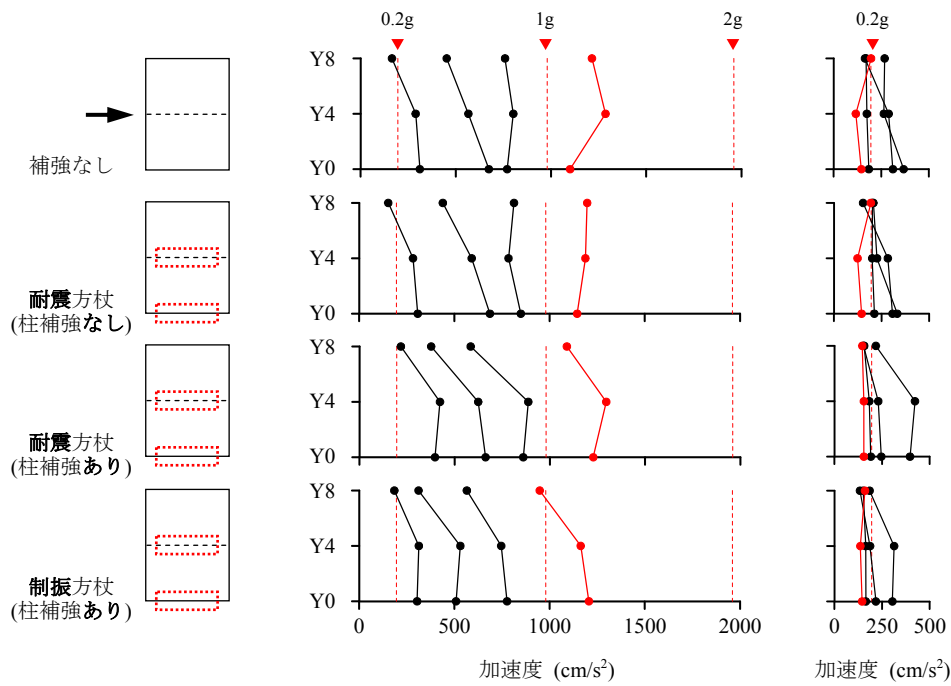 0.2g 1g 2g 0.2g
Y8
Y4
Y0
補強なし
Y8
Y4
Y0
耐震方杖
(柱補強なし)
Y8
Y4
Y0
耐震方杖
(柱補強あり)
Y8
Y4
Y0
制振方杖
(柱補強あり)
0 500 1000 1500 2000 0 250 500
加速度 (cm/s²) 加速度 (cm/s²)